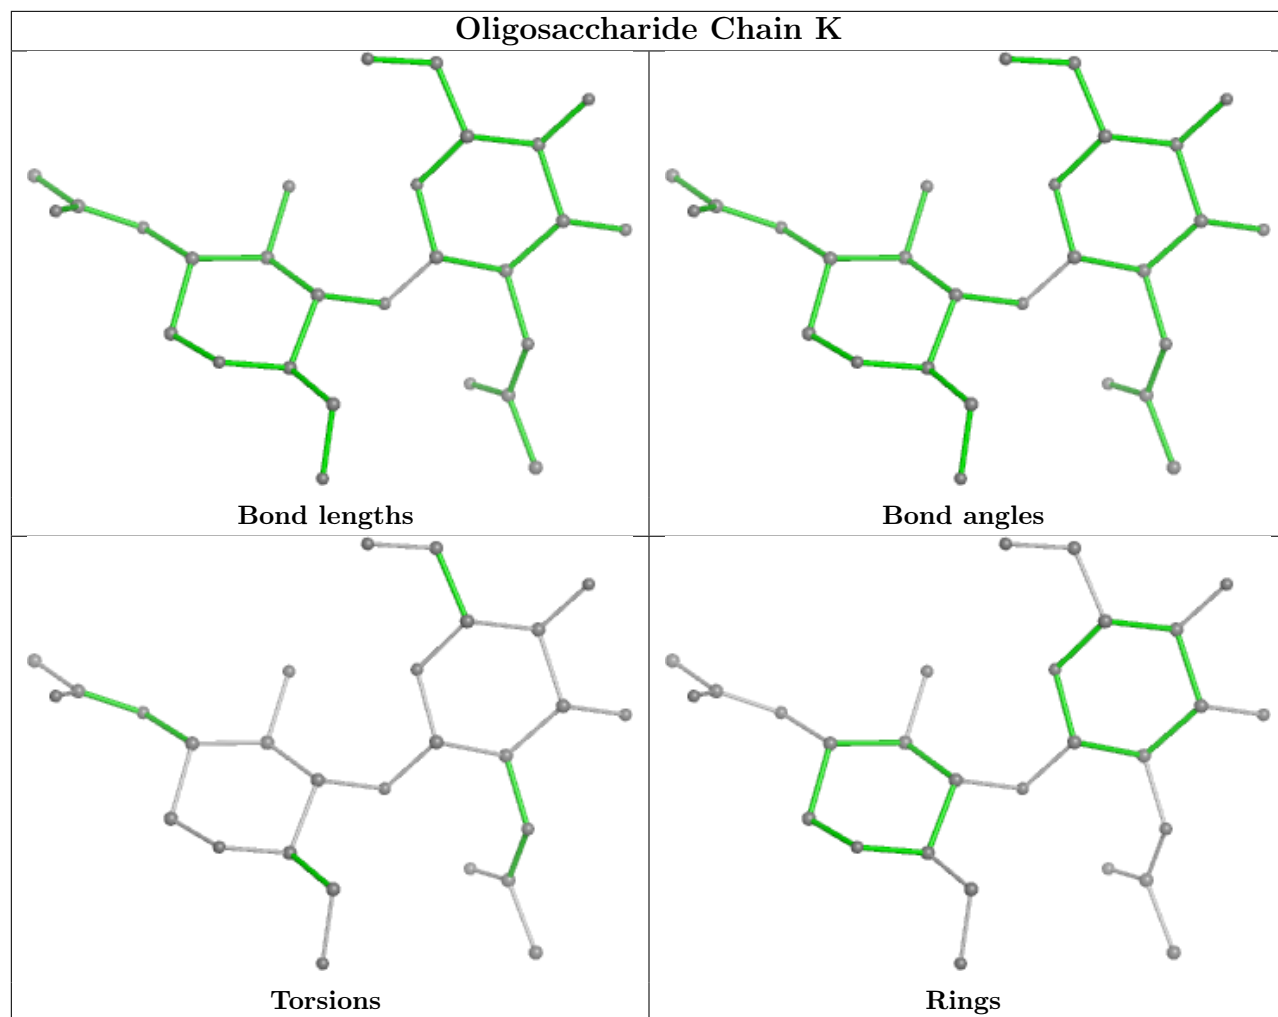 Oligosaccharide Chain K
Bond lengths
Bond angles
Torsions
Rings